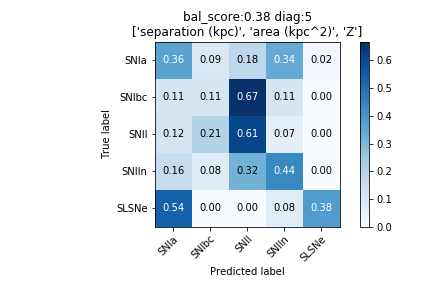 bal_score:0.38 diag:5
['separation (kpc)', 'area (kpc^2)', 'Z']
True label
SNIa 0.36 0.09 0.18 0.34 0.02
SNIbc 0.11 0.11 0.67 0.11 0.00
SNII 0.12 0.21 0.61 0.07 0.00
SNIIn 0.16 0.08 0.32 0.44 0.00
SLSNe 0.54 0.00 0.00 0.08 0.38
SNIa SNIbc SNII SNIIn SLSNe
Predicted label
0.6
0.5
0.4
0.3
0.2
0.1
0.0